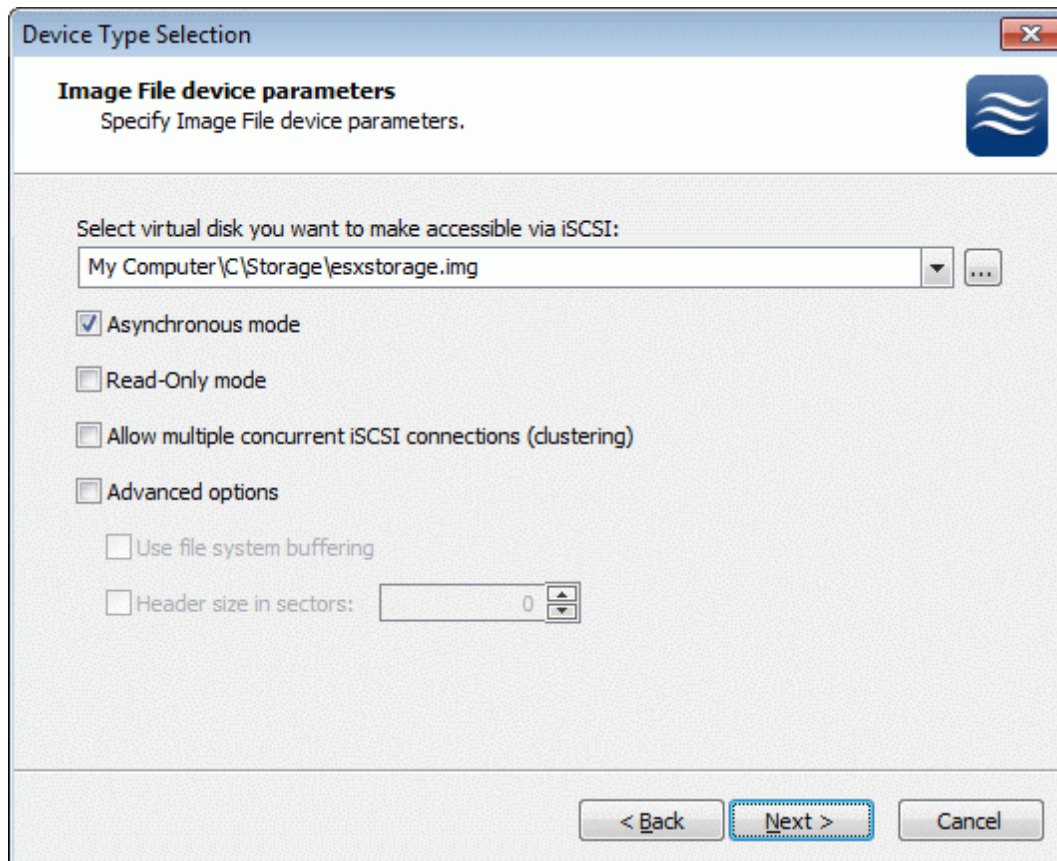 Device Type Selection
Image File device parameters
Specify Image File device parameters.
Select virtual disk you want to make accessible via iSCSI:
My Computer\C\Storage\esxstorage.img
...
Asynchronous mode
Read-Only mode
Allow multiple concurrent iSCSI connections (clustering)
Advanced options
Use file system buffering
Header size in sectors: 0
< Back Next > Cancel